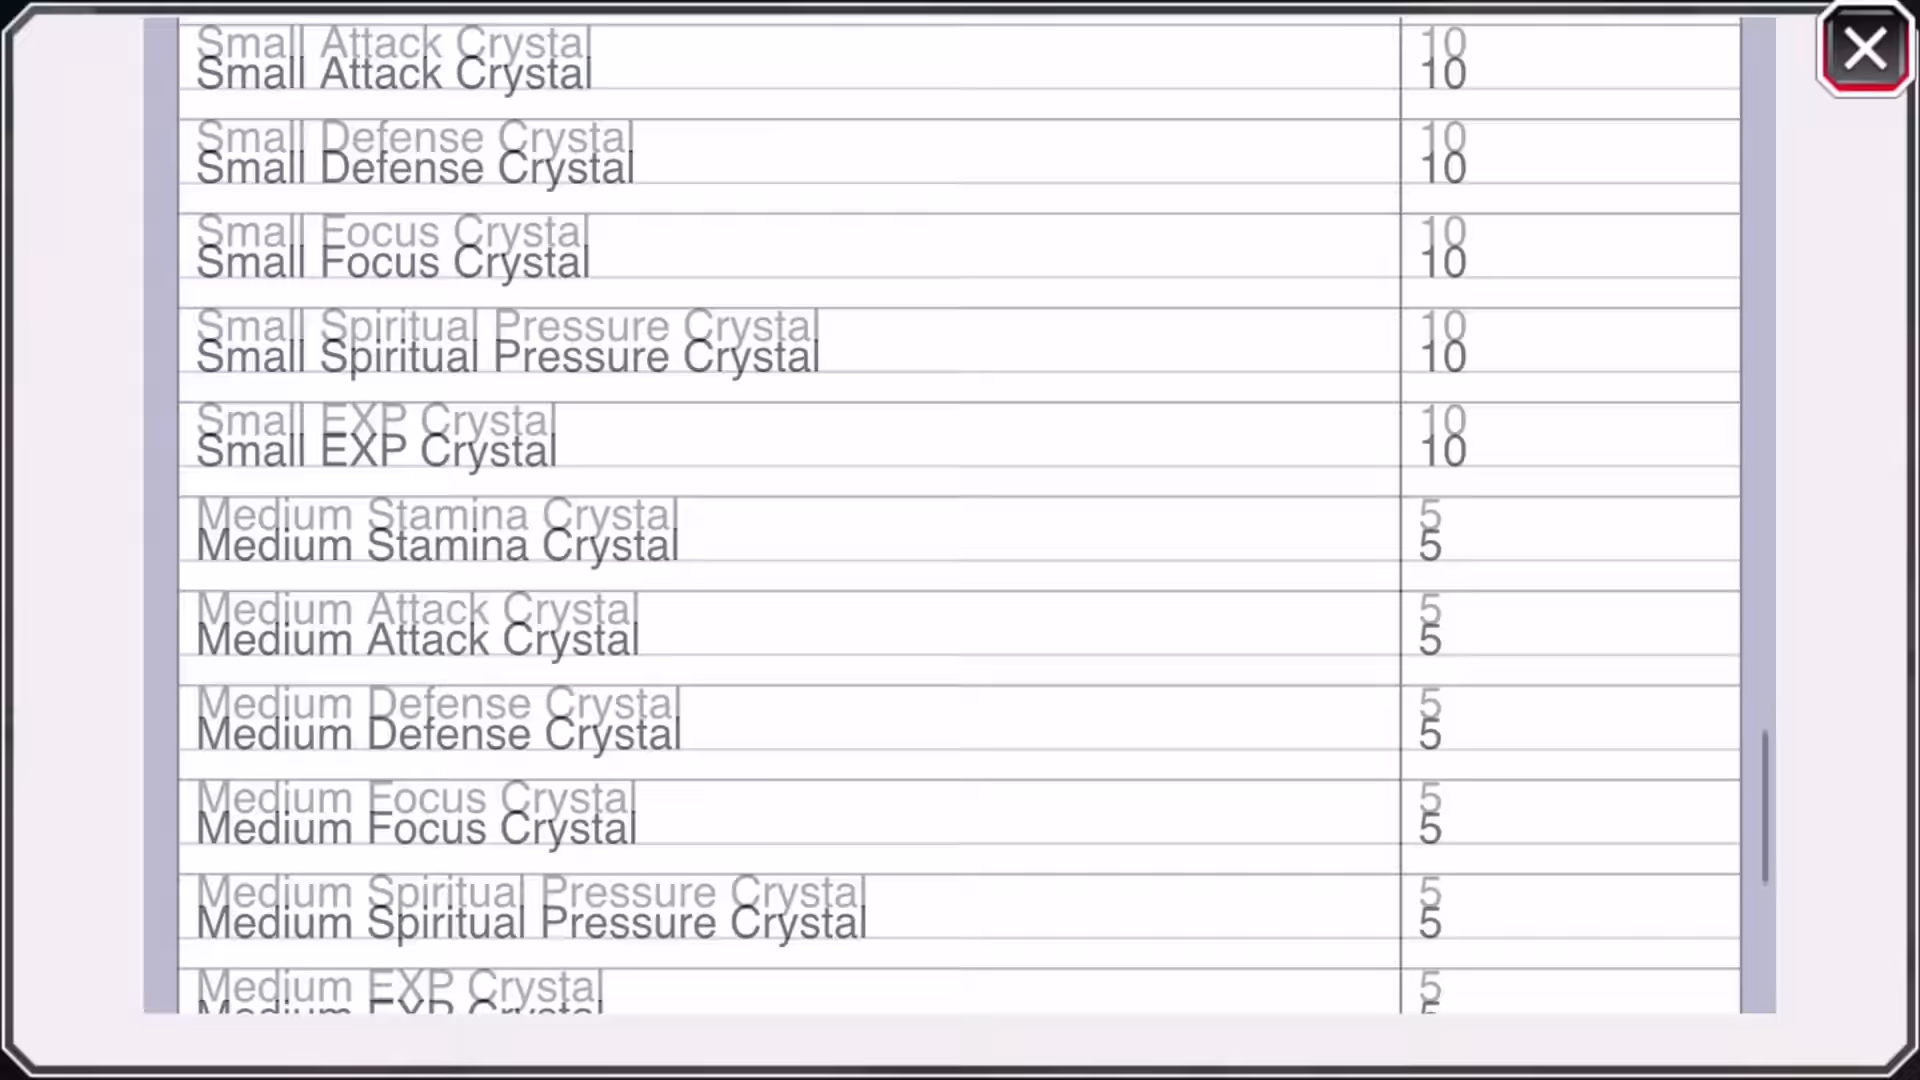 Small Attack Crystal 10
Small Defense Crystal 10
Small Focus Crystal 10
Small Spiritual Pressure Crystal 10
Small EXP Crystal 10
Medium Stamina Crystal 5
Medium Attack Crystal 5
Medium Defense Crystal 5
Medium Focus Crystal 5
Medium Spiritual Pressure Crystal 5
Medium EXP Crystal 5